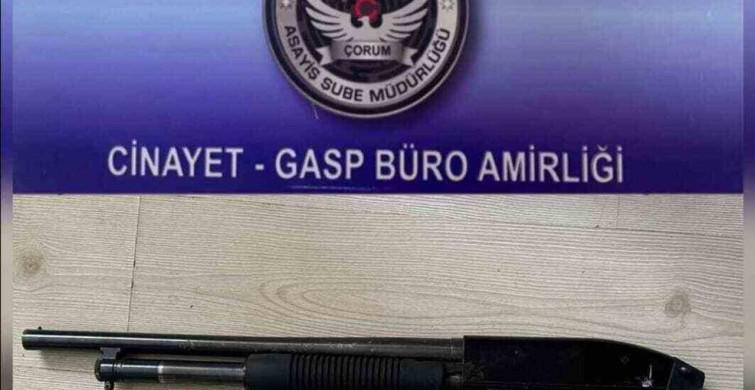 ÇORUM
ASAYİŞ ŞUBE MÜDÜRLÜĞÜ
CİNAYET - GASP BÜRO AMİRLİĞİ